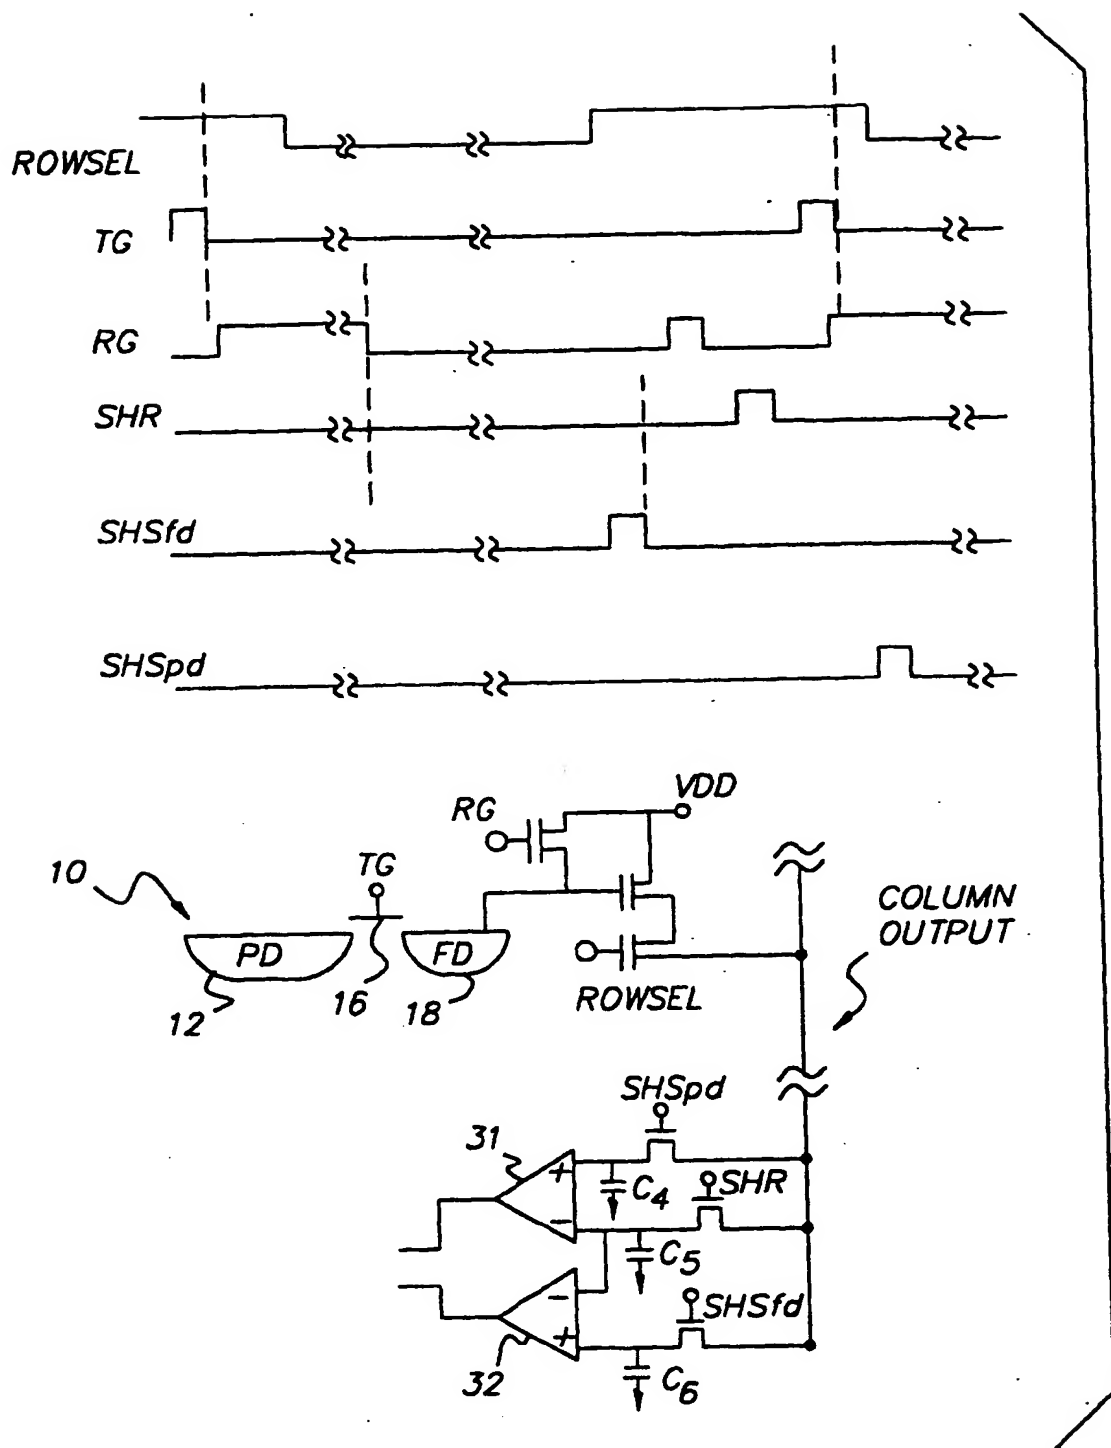 ROWSEL
TG
RG
SHR
SHSfd
SHSpd
VDD
RG
TG
10
PD
FD
COLUMN
OUTPUT
12
16
18
ROWSEL
SHSpd
31
+
C4
SHR
−
C5
−
SHSfd
+
32
C6